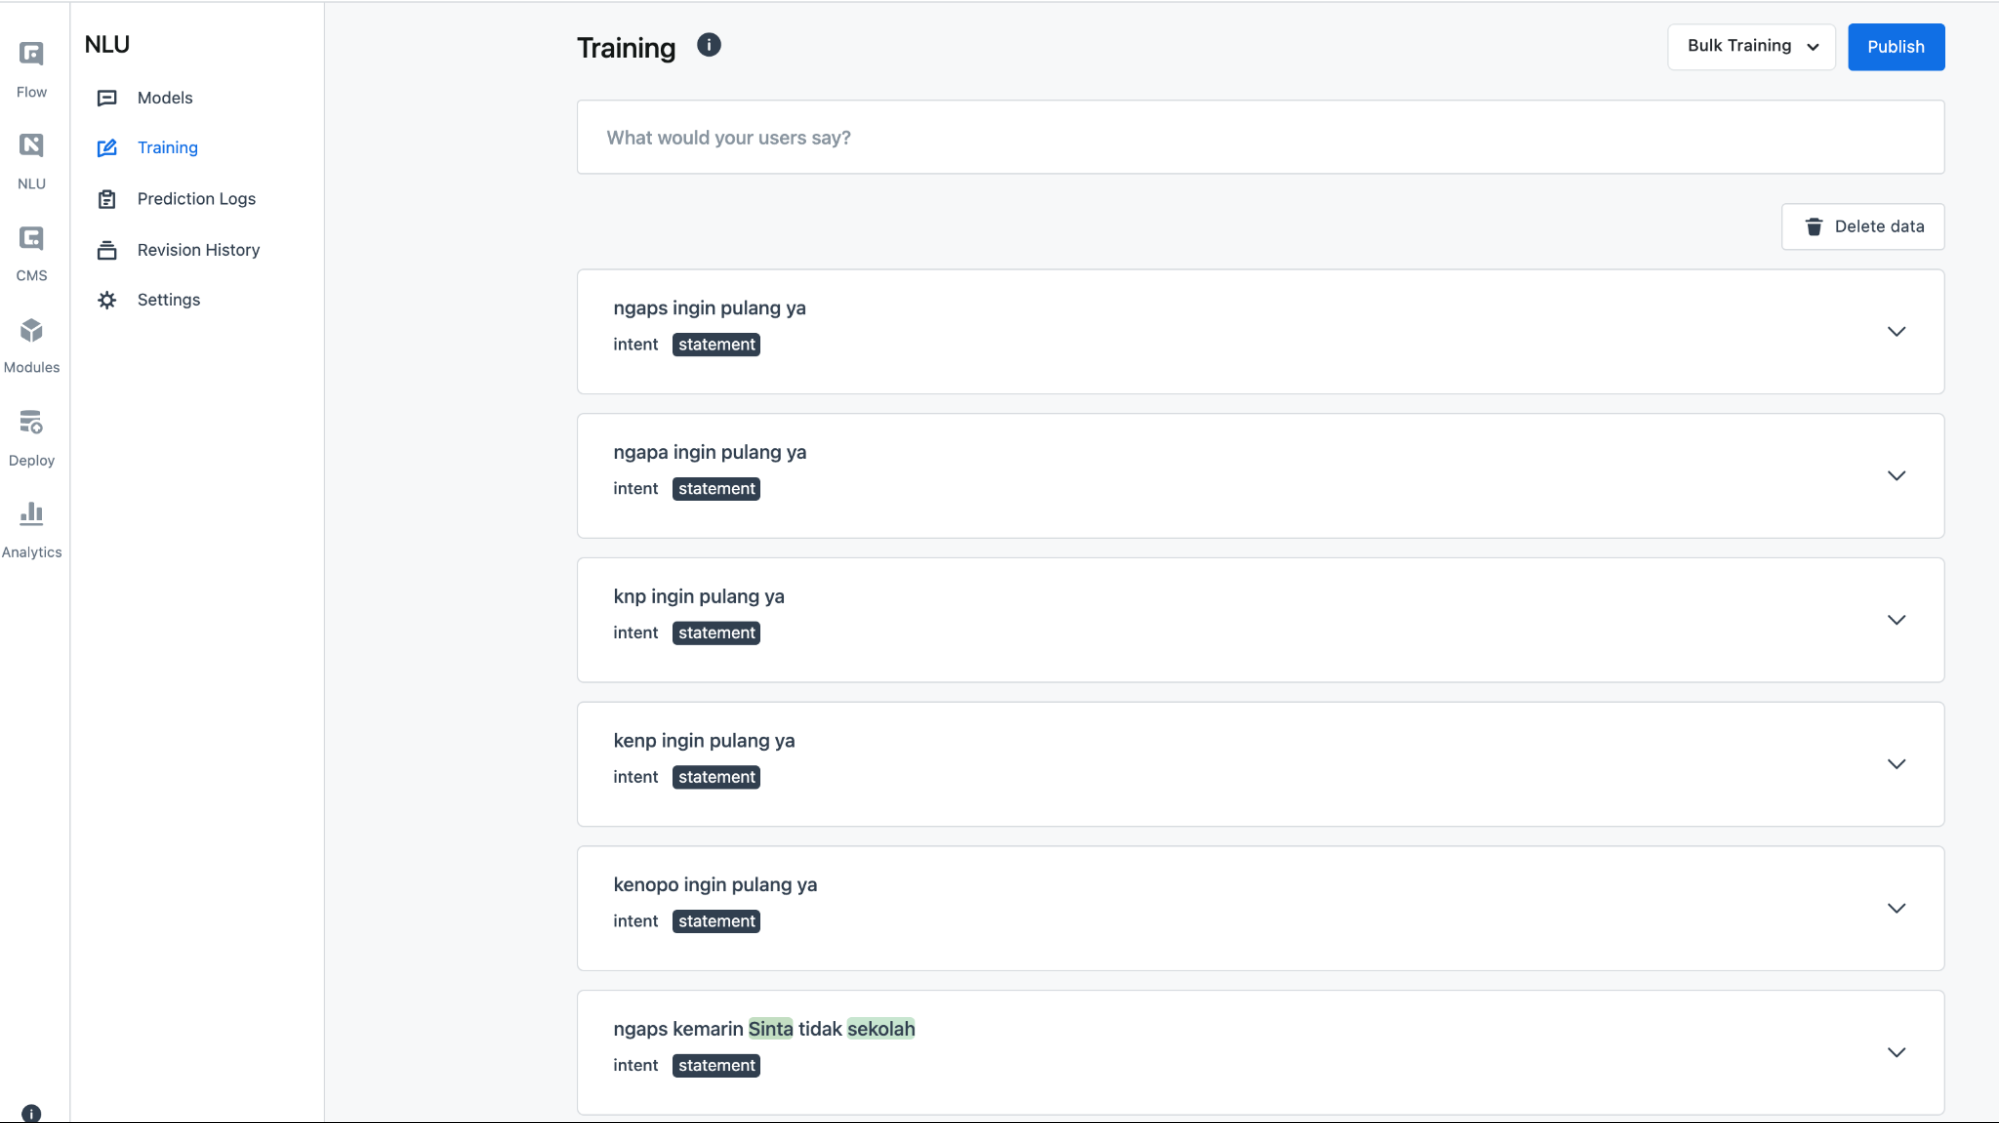 Flow
NLU
CMS
Modules
Deploy
Analytics
NLU
Models
Training
Prediction Logs
Revision History
Settings
Training
Bulk Training
Publish
What would your users say?
Delete data
ngaps ingin pulang ya
intent statement
ngapa ingin pulang ya
intent statement
knp ingin pulang ya
intent statement
kenp ingin pulang ya
intent statement
kenopo ingin pulang ya
intent statement
ngaps kemarin Sinta tidak sekolah
intent statement